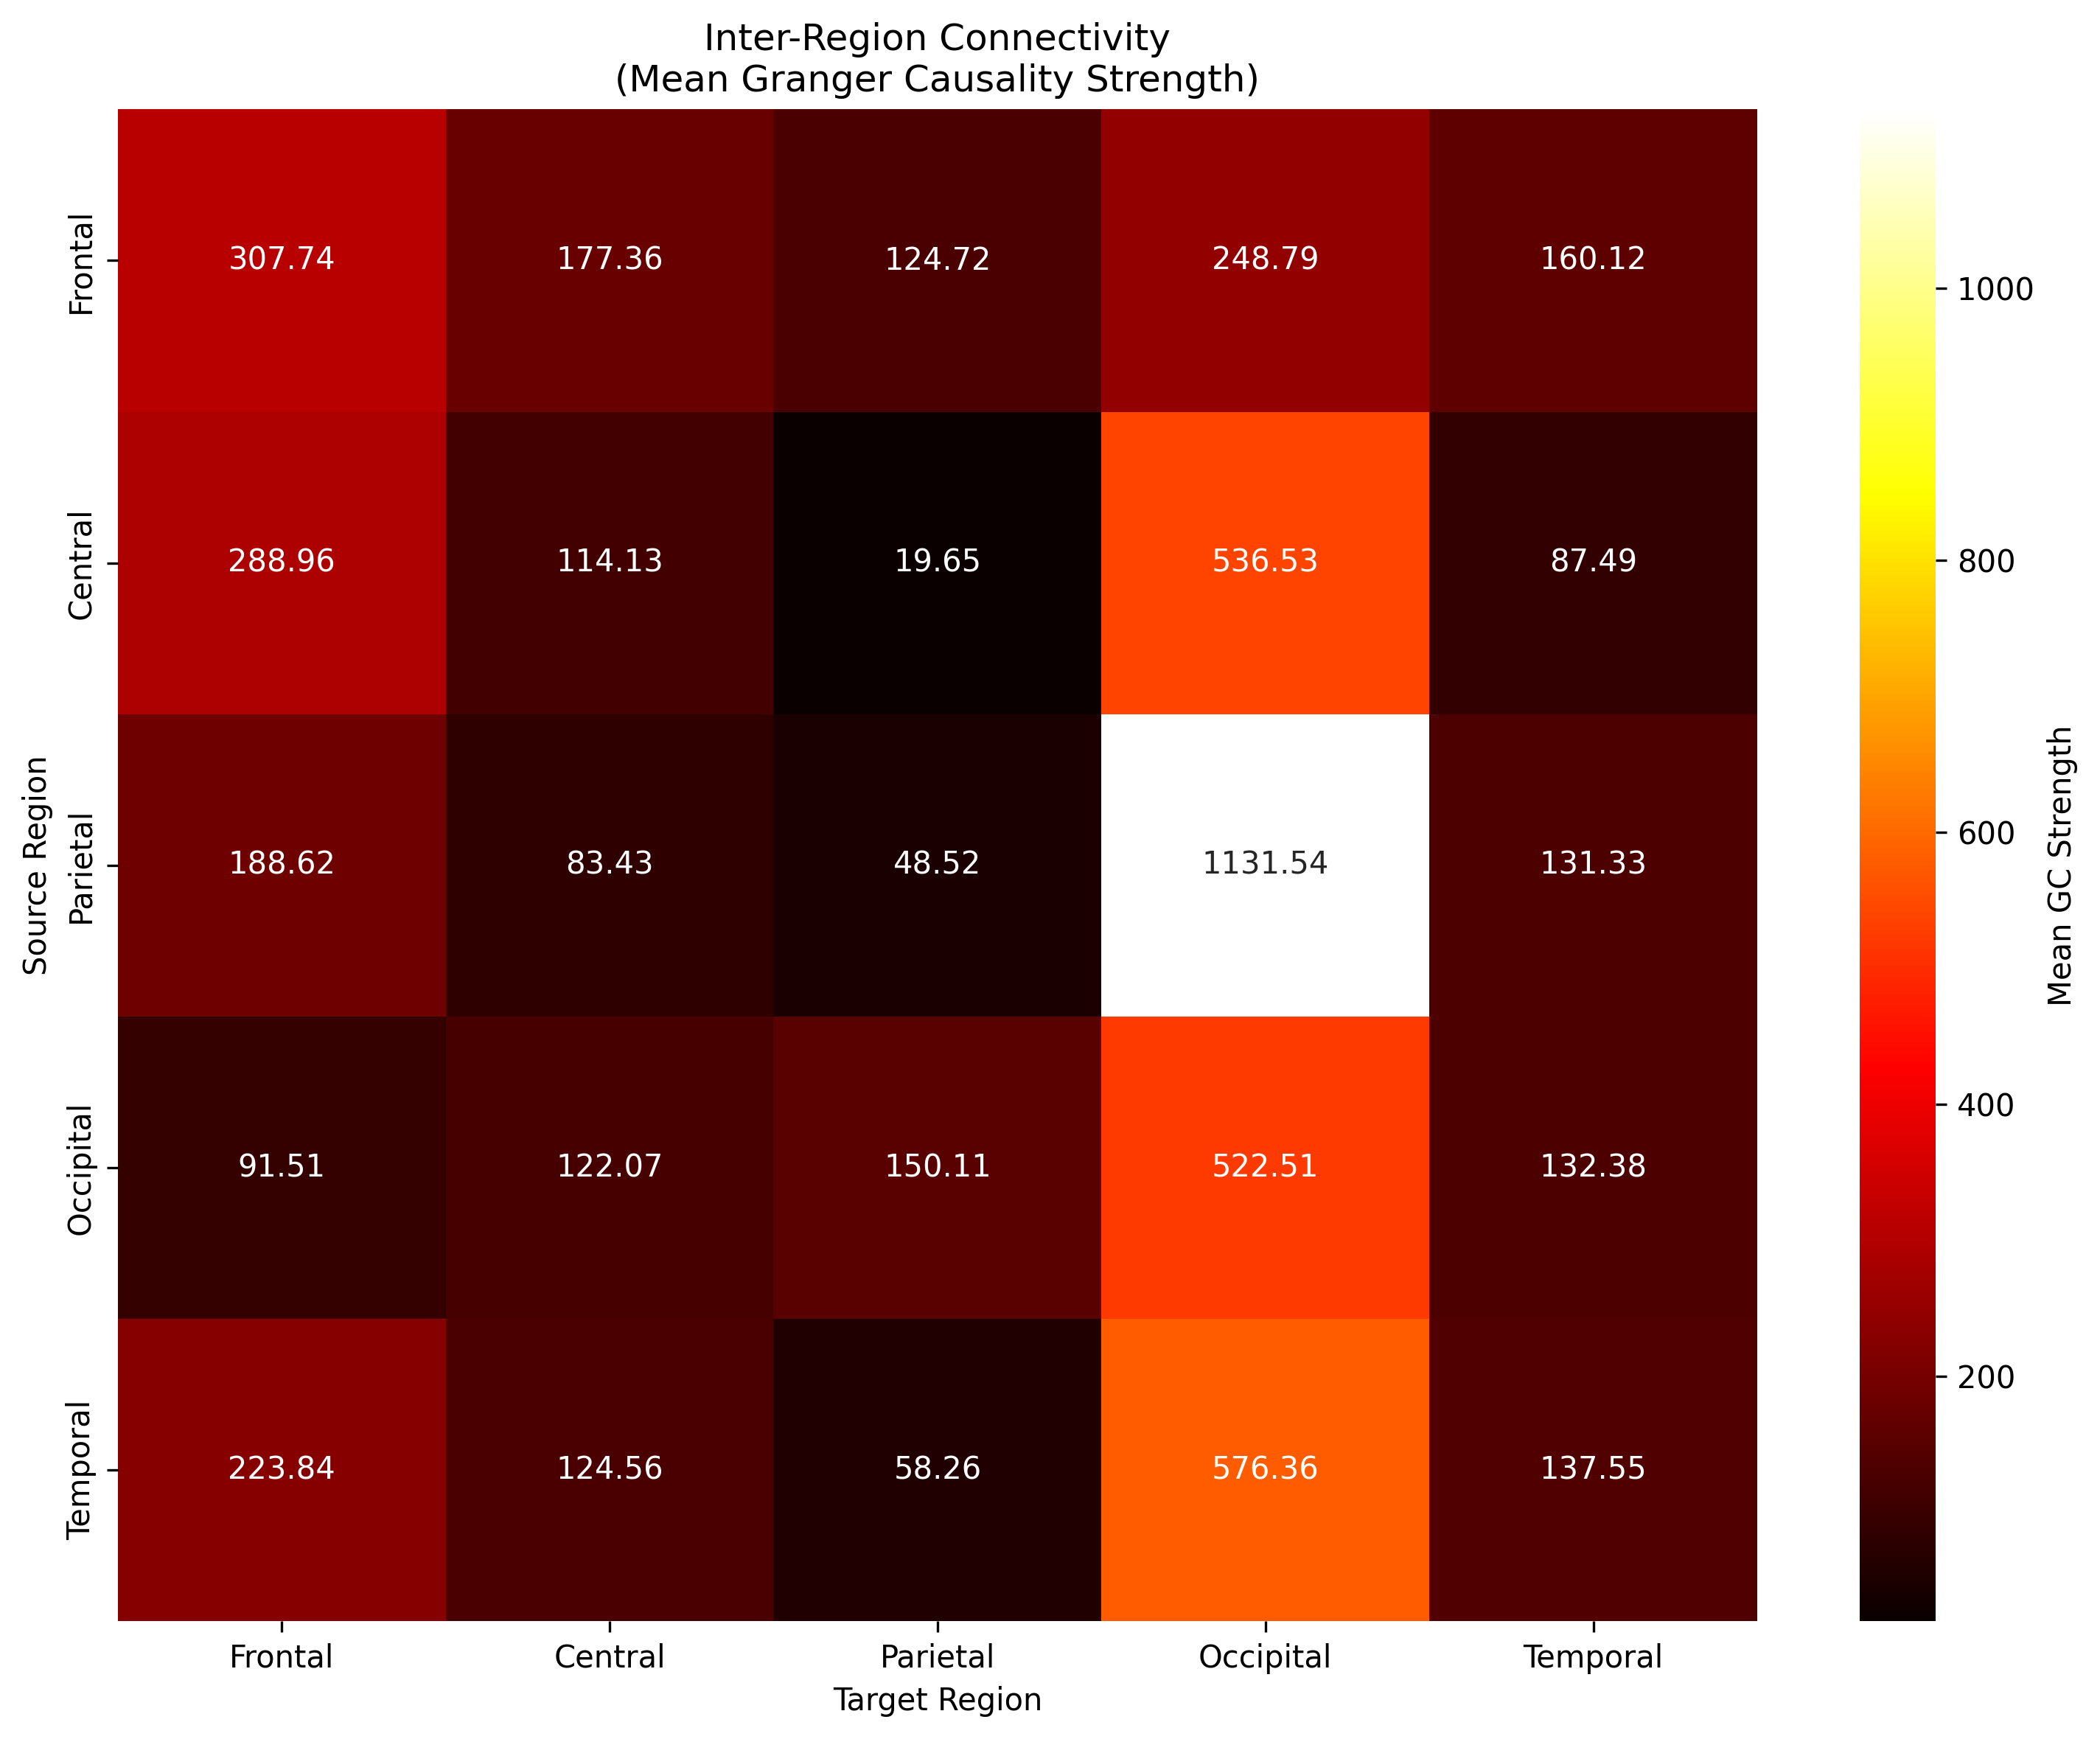 Inter-Region Connectivity
(Mean Granger Causality Strength)
Source Region
Frontal
307.74 177.36 124.72 248.79 160.12
Central
288.96 114.13 19.65 536.53 87.49
Parietal
188.62 83.43 48.52 1131.54 131.33
Occipital
91.51 122.07 150.11 522.51 132.38
Temporal
223.84 124.56 58.26 576.36 137.55
Frontal Central Parietal Occipital Temporal
Target Region
1000
800
600
400
200
Mean GC Strength